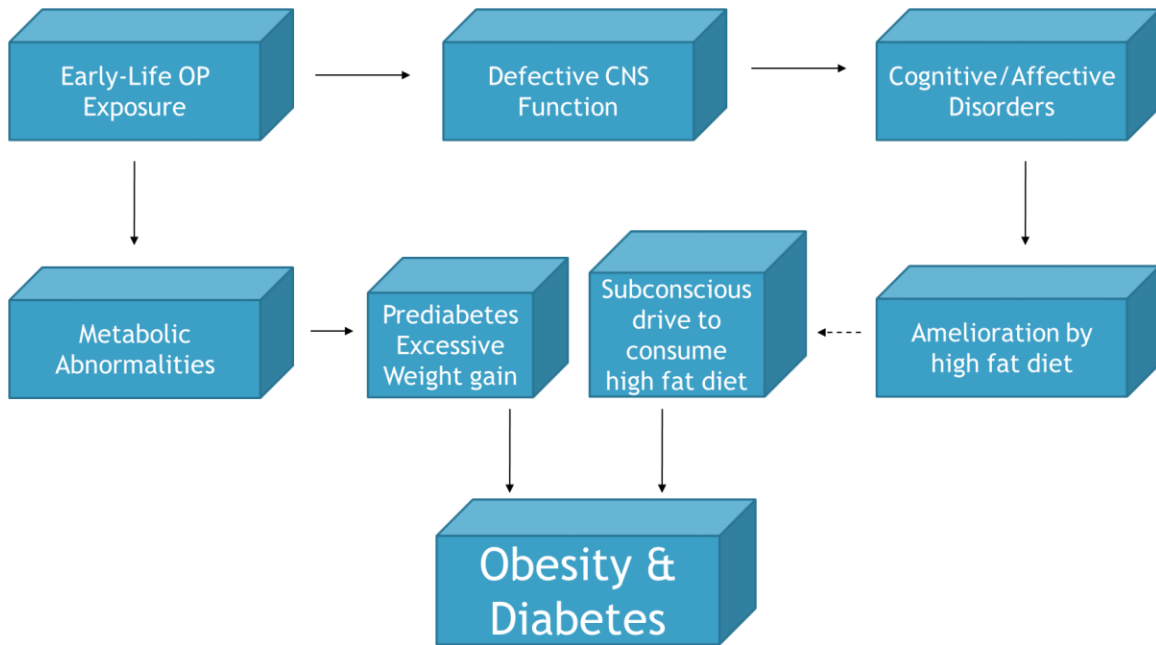 Early-Life OP
Exposure
Defective CNS
Function
Cognitive/Affective
Disorders
Metabolic
Abnormalities
Prediabetes
Excessive
Weight gain
Subconscious
drive to
consume
high fat diet
Amelioration by
high fat diet
Obesity &
Diabetes